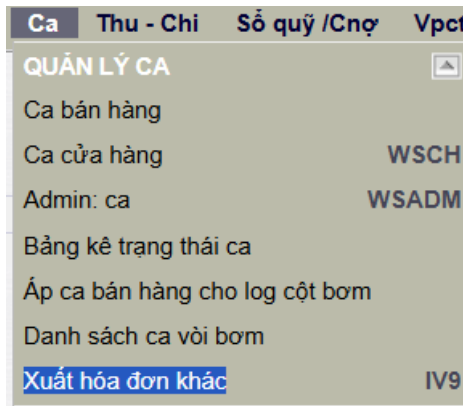 Ca Thu - Chi Sổ quỹ /Cnợ Vpct
QUẢN LÝ CA
Ca bán hàng
Ca cửa hàng WSCH
Admin: ca WSADM
Bảng kê trạng thái ca
Áp ca bán hàng cho log cột bơm
Danh sách ca vòi bơm
Xuất hóa đơn khác IV9